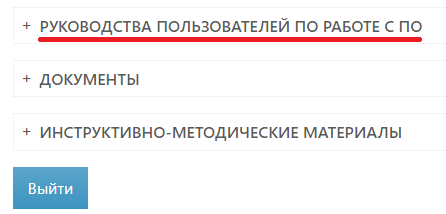 + РУКОВОДСТВА ПОЛЬЗОВАТЕЛЕЙ ПО РАБОТЕ С ПО
+ ДОКУМЕНТЫ
+ ИНСТРУКТИВНО-МЕТОДИЧЕСКИЕ МАТЕРИАЛЫ
Выйти